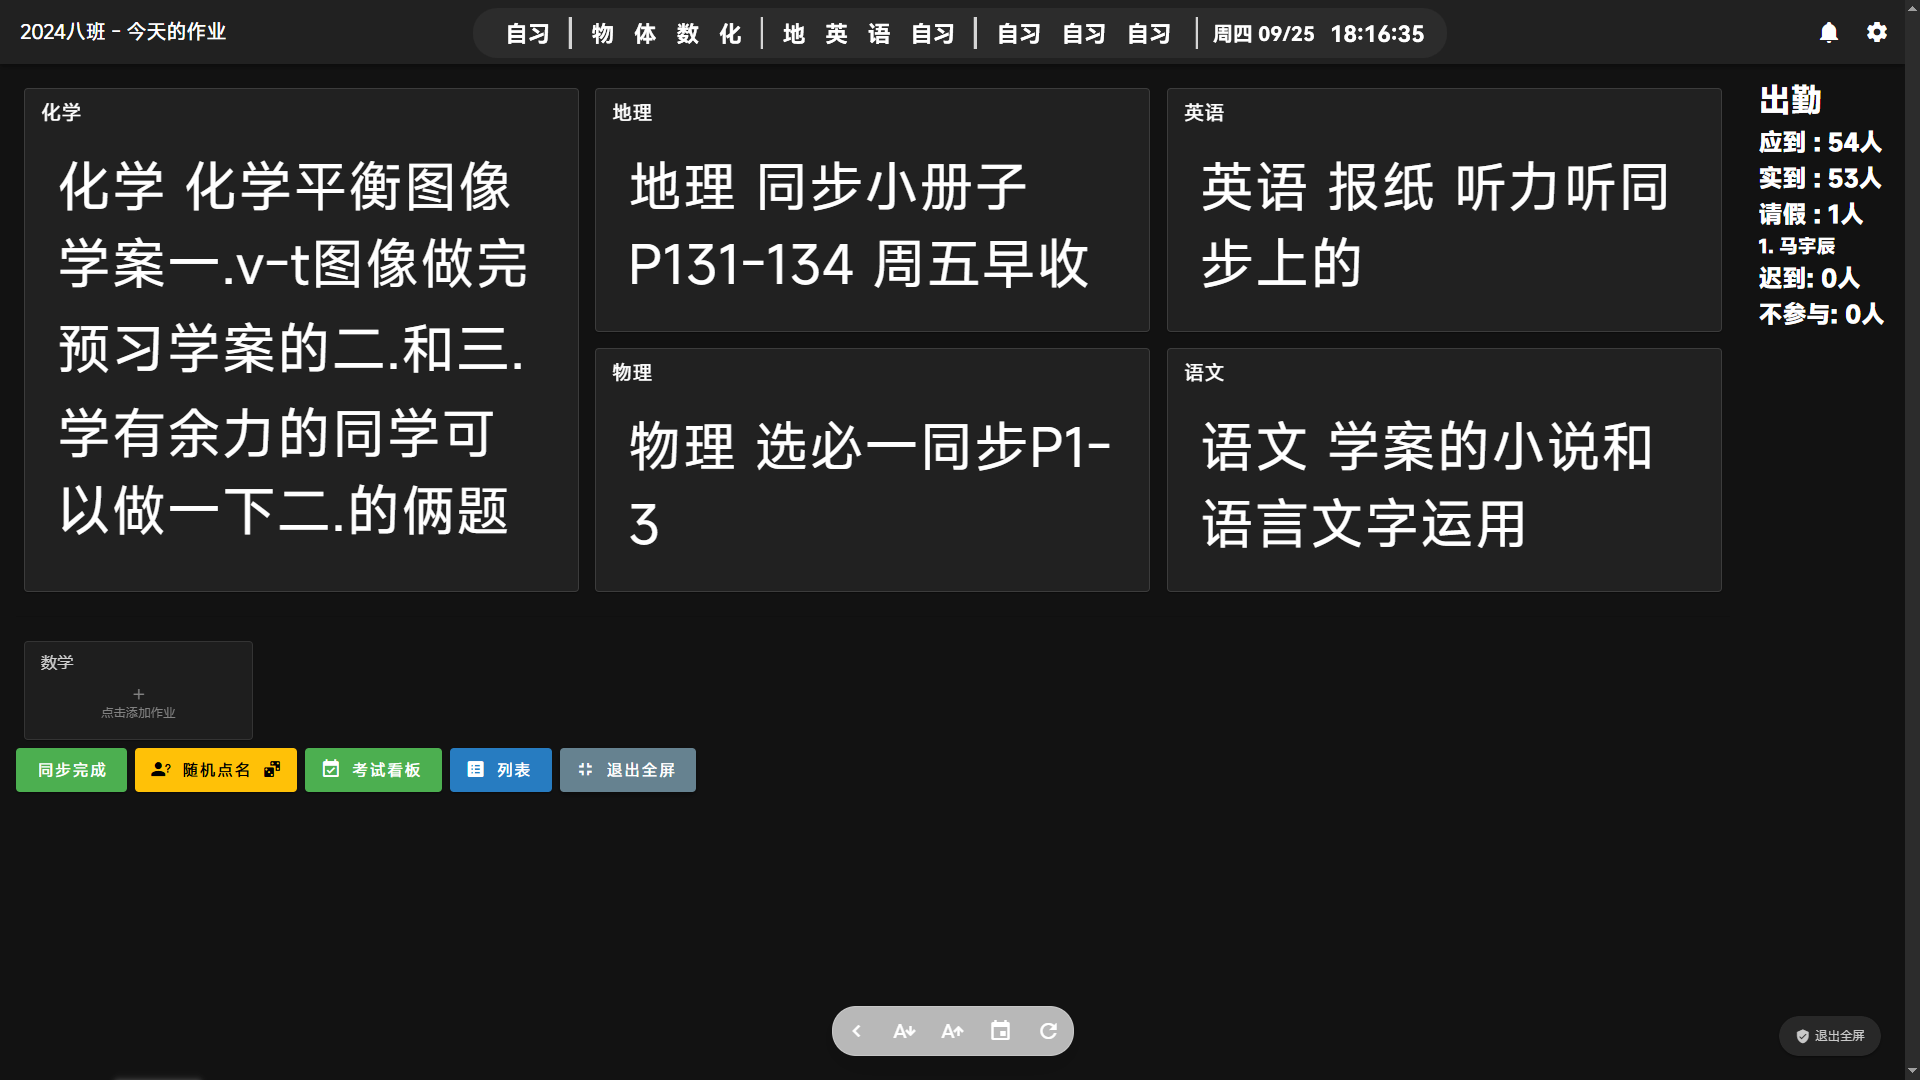 2024八班 - 今天的作业
自习 | 物 体 数 化 | 地 英 语 自习 | 自习 自习 自习 | 周四 09/25 18:16:35
化学
化学 化学平衡图像
学案一.v-t图像做完
预习学案的二.和三.
学有余力的同学可
以做一下二.的俩题
地理
地理 同步小册子
P131-134 周五早收
英语
英语 报纸 听力听同
步上的
物理
物理 选必一同步P1-
3
语文
语文 学案的小说和
语言文字运用
出勤
应到 : 54人
实到 : 53人
请假 : 1人
1. 马宇辰
迟到: 0人
不参与: 0人
数学
点击添加作业
同步完成
随机点名
考试看板
列表
退出全屏
退出全屏